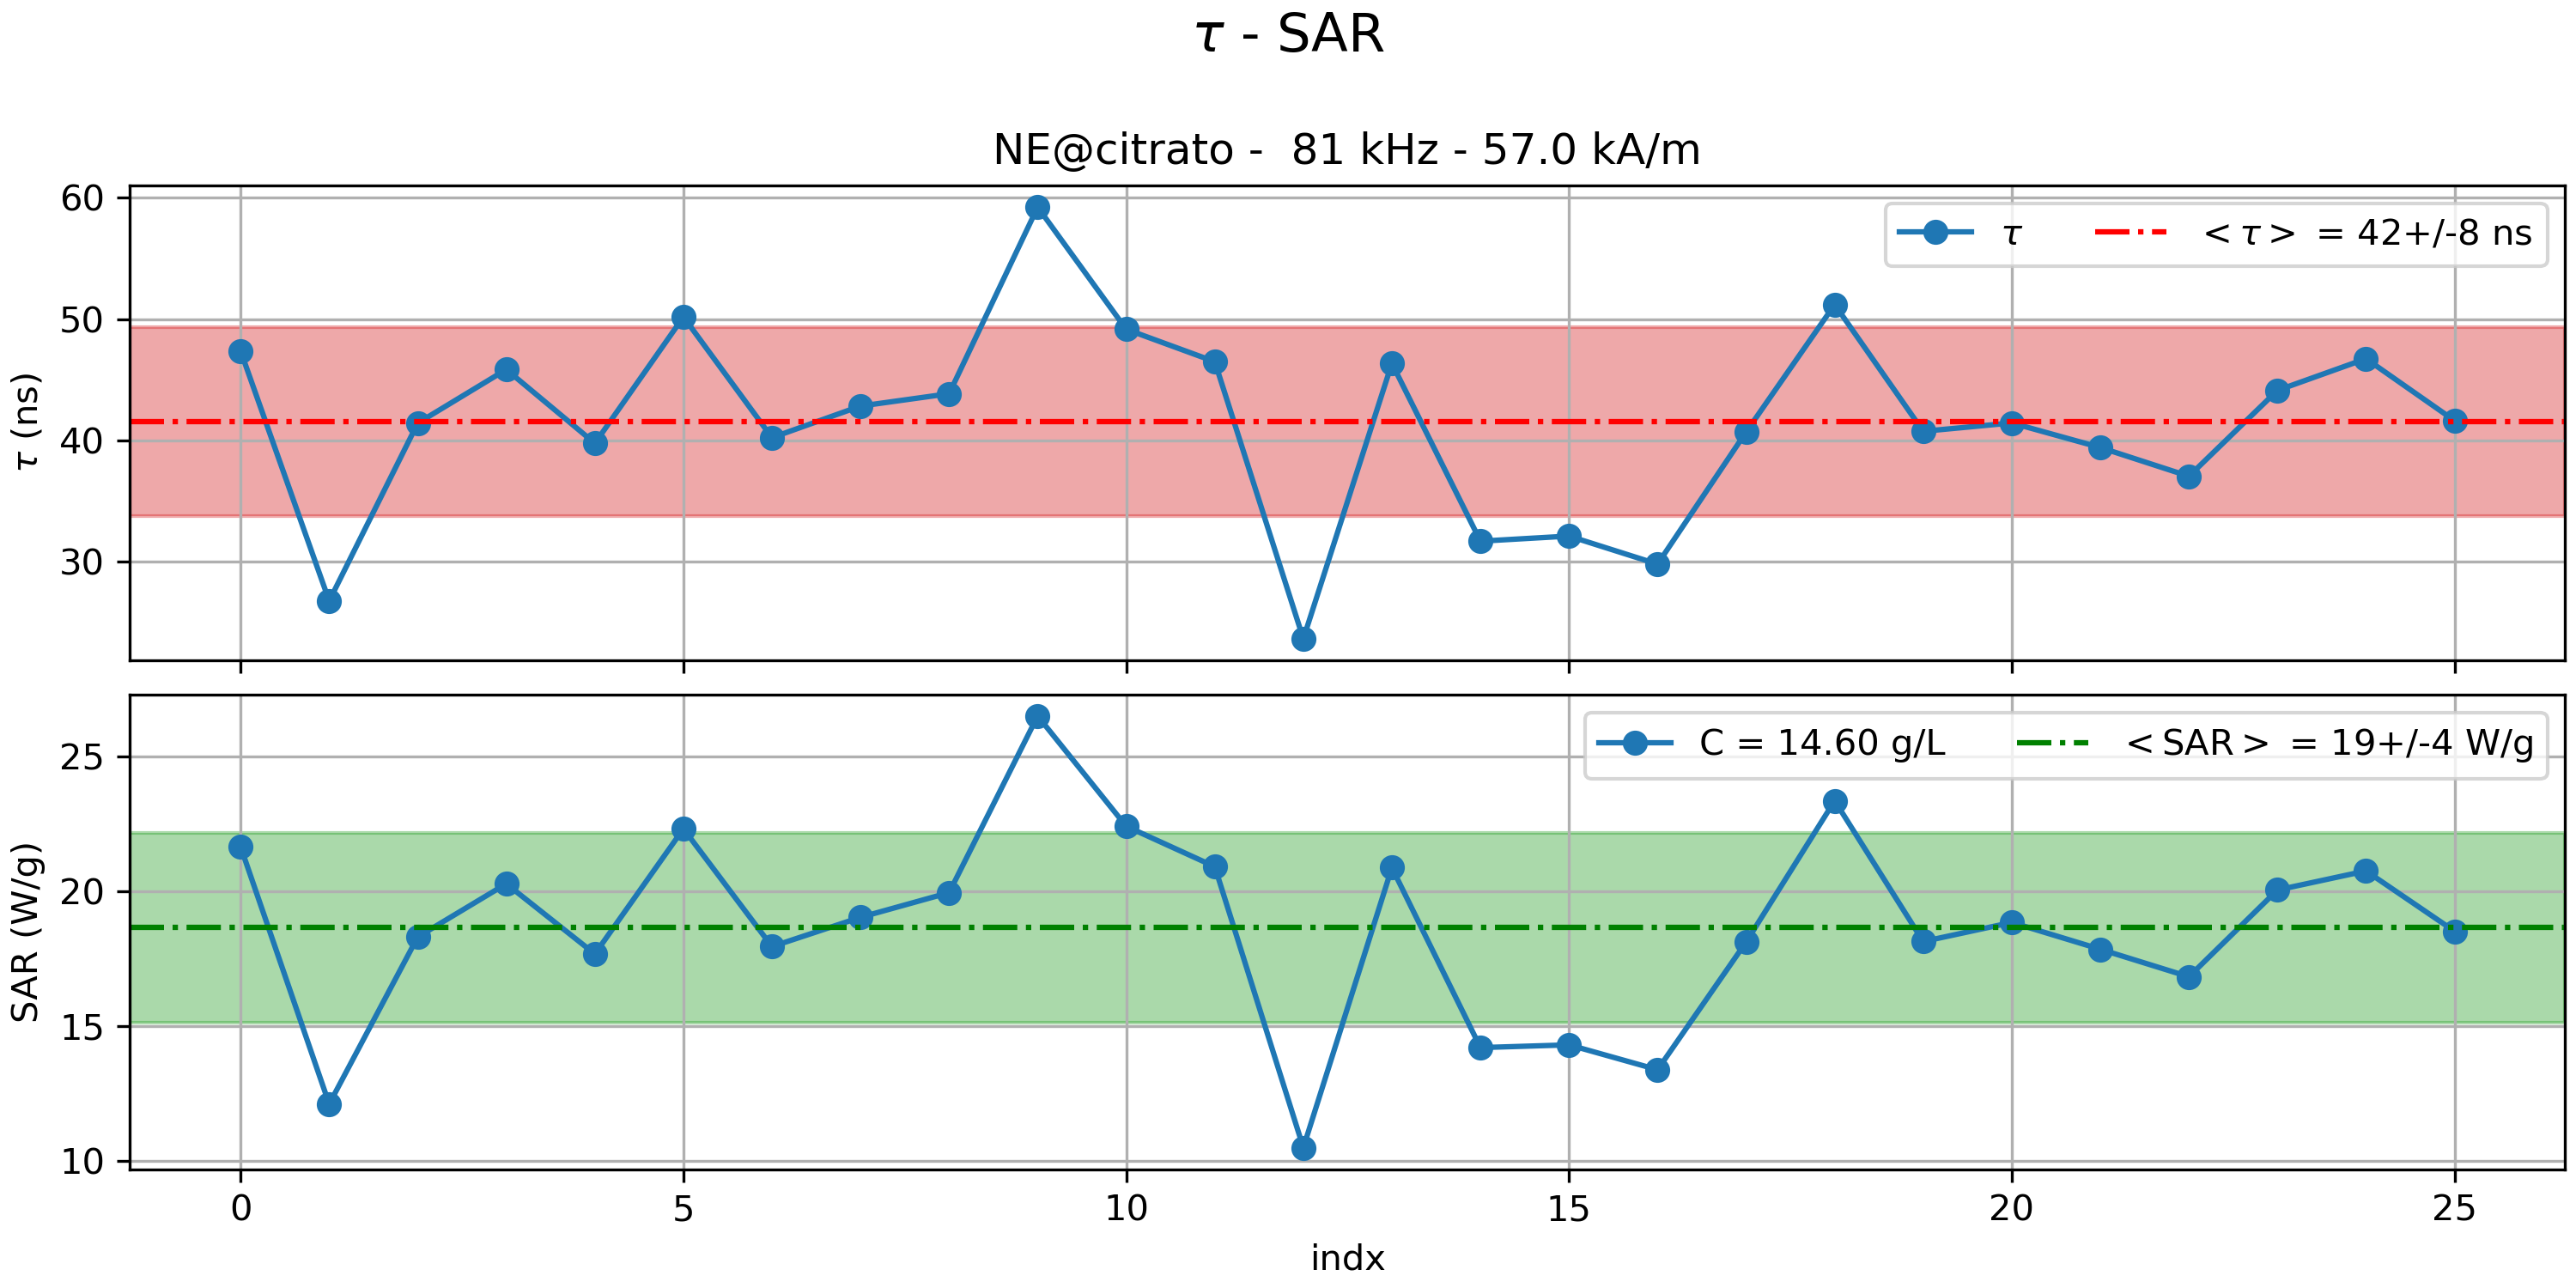 τ - SAR
NE@citrato -  81 kHz - 57.0 kA/m
60
50
40
30
τ (ns)
τ
<τ> = 42+/-8 ns
25
20
15
10
SAR (W/g)
C = 14.60 g/L
<SAR> = 19+/-4 W/g
0 5 10 15 20 25
indx